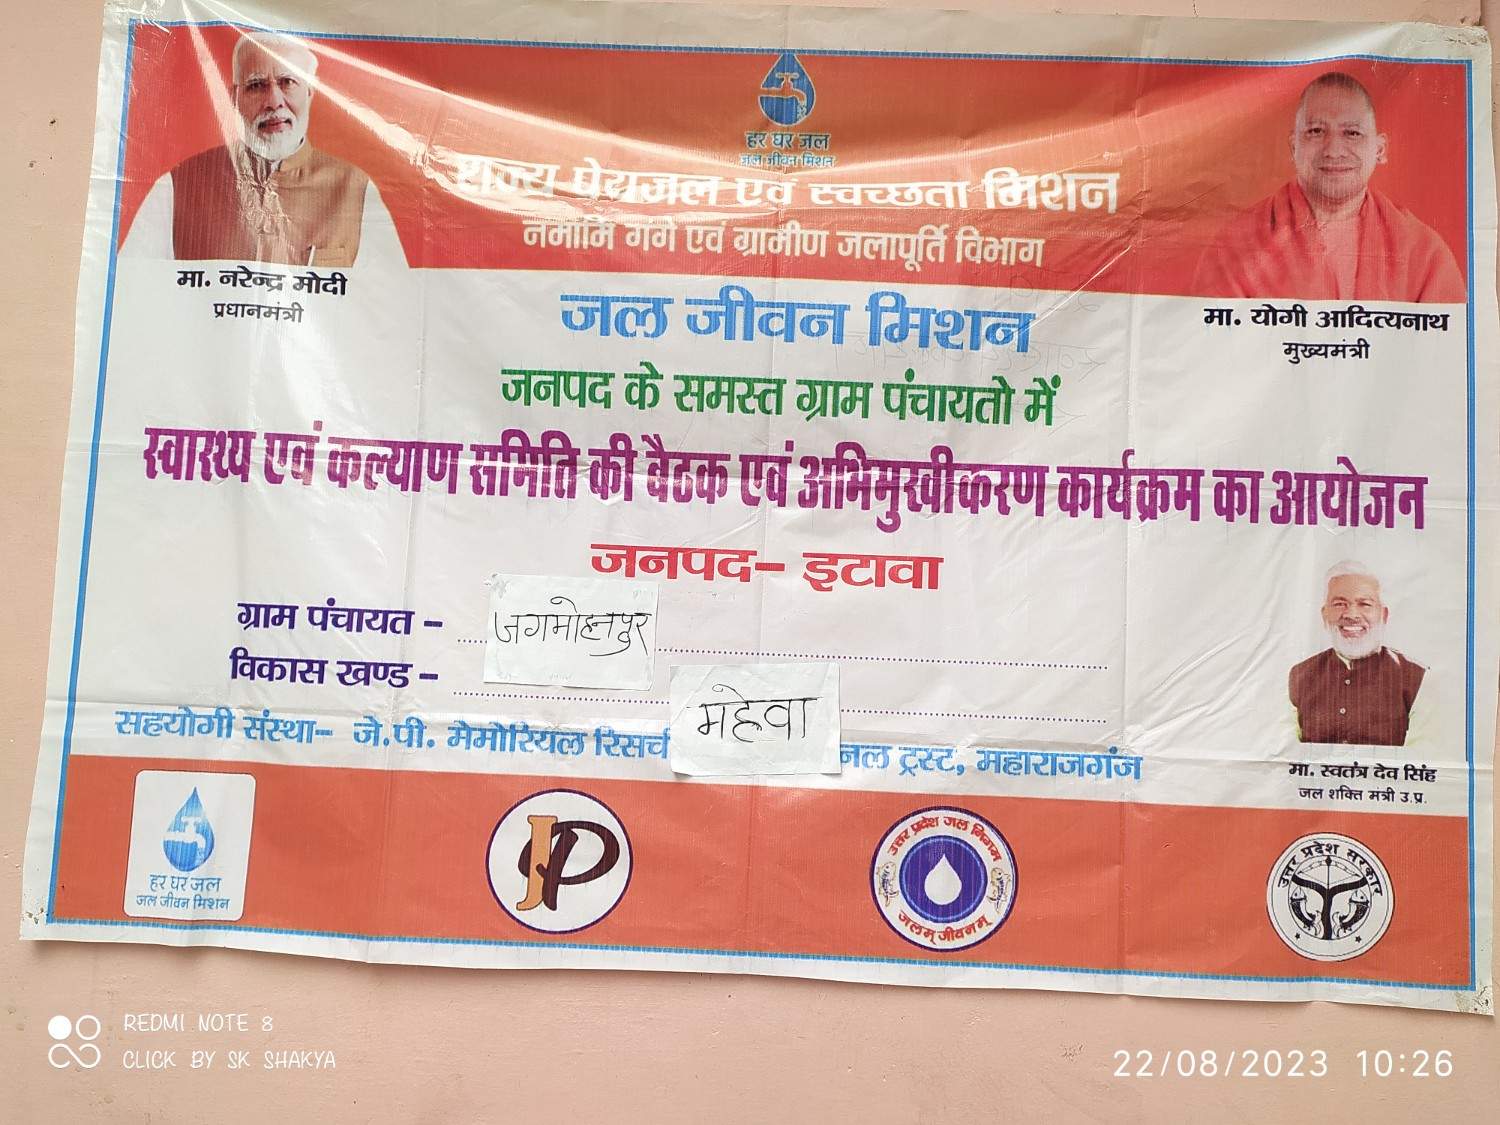 हर घर जल
जल जीवन मिशन
राज्य पेयजल एवं स्वच्छता मिशन
नमामि गंगे एवं ग्रामीण जलापूर्ति विभाग
मा. नरेन्द्र मोदी
प्रधानमंत्री
मा. योगी आदित्यनाथ
मुख्यमंत्री
जल जीवन मिशन
जनपद के समस्त ग्राम पंचायतो में
स्वास्थ्य एवं कल्याण समिति की बैठक एवं अभिमुखीकरण कार्यक्रम का आयोजन
जनपद– इटावा
ग्राम पंचायत – जगमोहनपुर
विकास खण्ड – महेवा
सहयोगी संस्था– जे.पी. मेमोरियल रिसर्च नल ट्रस्ट, महाराजगंज
मा. स्वतंत्र देव सिंह
जल शक्ति मंत्री उ.प्र.
हर घर जल
जल जीवन मिशन
JP
उत्तर प्रदेश जल निगम
जलम् जीवनम्
उत्तर प्रदेश सरकार
REDMI NOTE 8
CLICK BY SK SHAKYA
22/08/2023 10:26